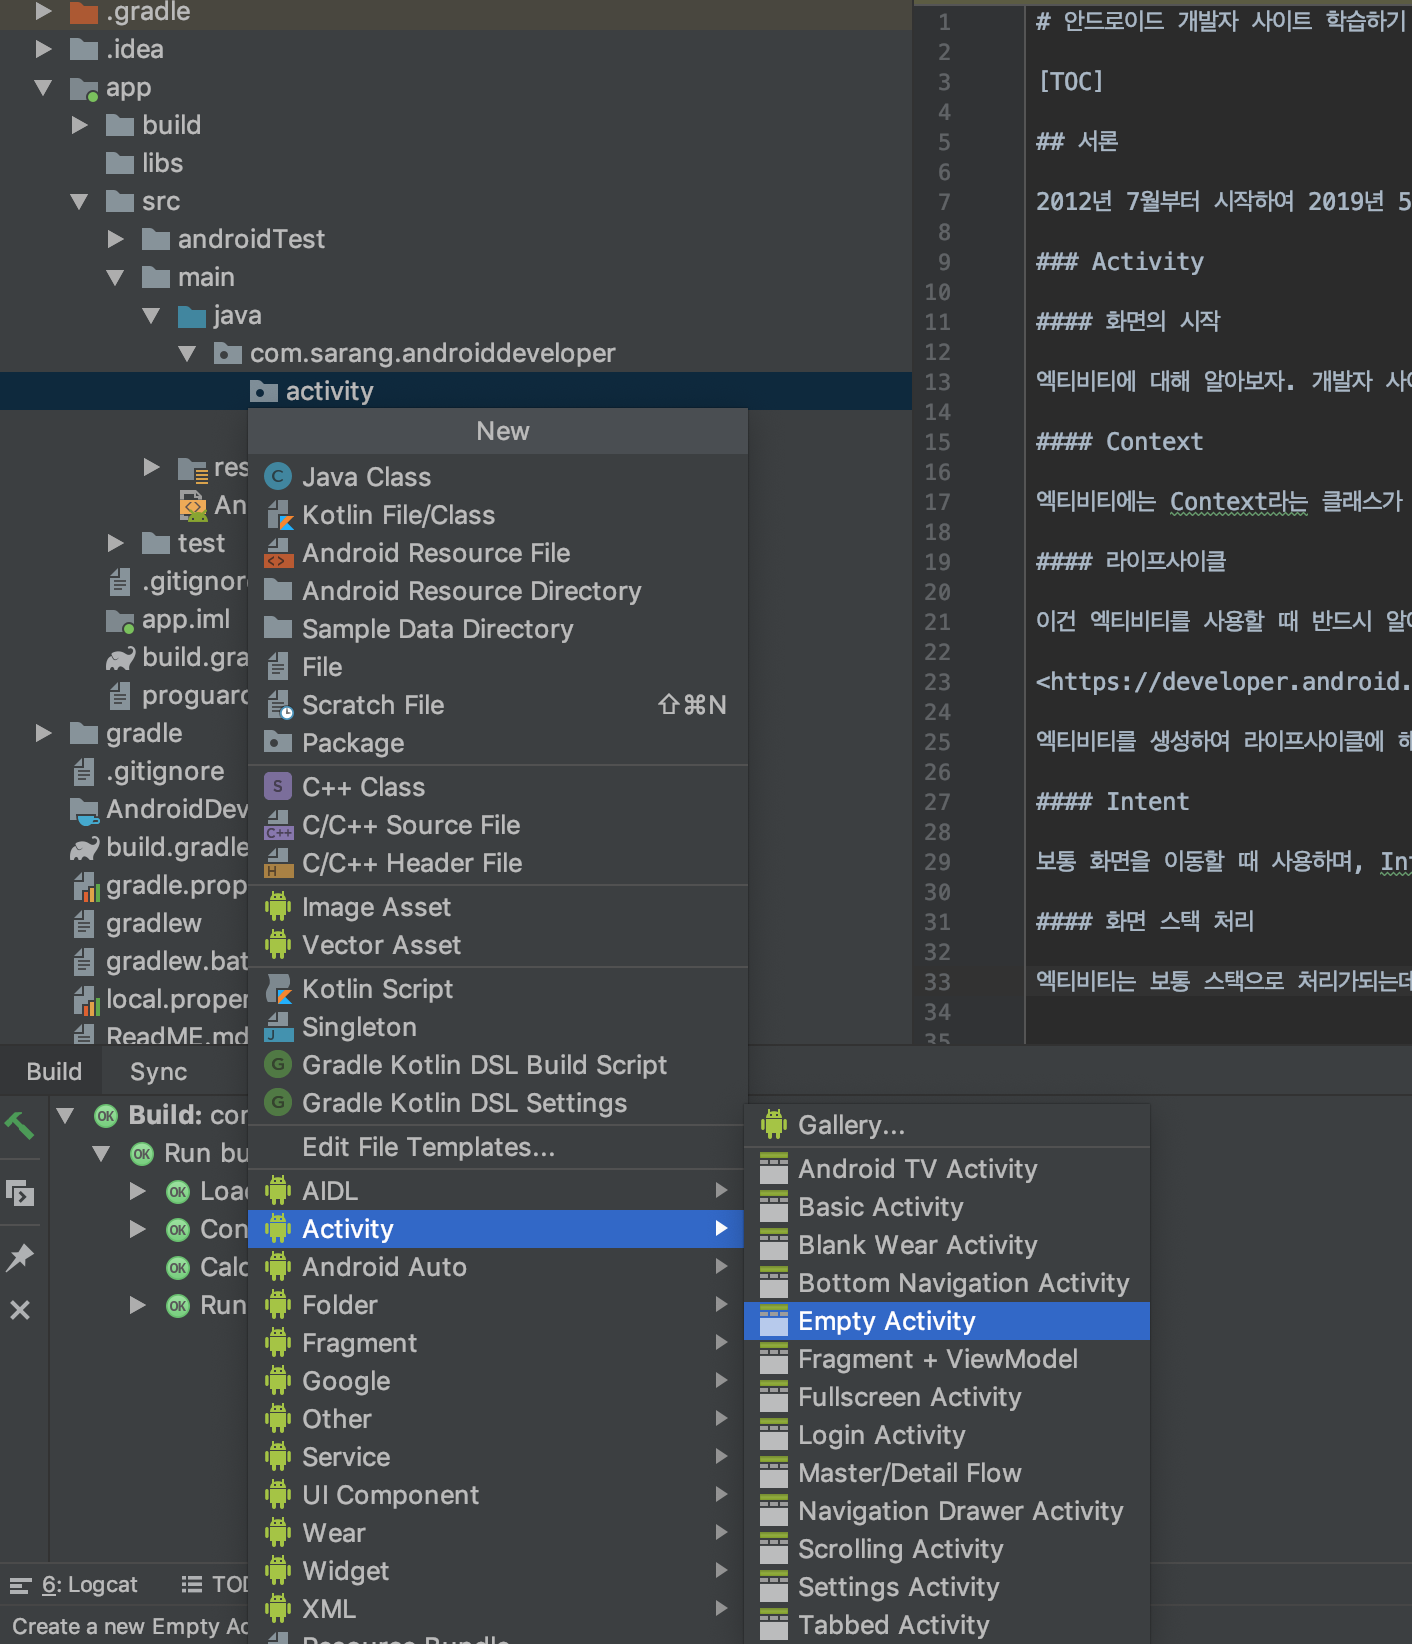 .gradle
.idea
app
build
libs
src
androidTest
main
java
com.sarang.androiddeveloper
activity
res
An
test
.gitignor
app.iml
build.gra
proguard
gradle
.gitignore
AndroidDev
build.gradle
gradle.prop
gradlew
gradlew.bat
local.proper
ReadME.md
New
Java Class
Kotlin File/Class
Android Resource File
Android Resource Directory
Sample Data Directory
File
Scratch File ⇧⌘N
Package
C++ Class
C/C++ Source File
C/C++ Header File
Image Asset
Vector Asset
Kotlin Script
Singleton
Gradle Kotlin DSL Build Script
Gradle Kotlin DSL Settings
Edit File Templates...
AIDL
Activity
Android Auto
Folder
Fragment
Google
Other
Service
UI Component
Wear
Widget
XML
Resource Bundle
Gallery...
Android TV Activity
Basic Activity
Blank Wear Activity
Bottom Navigation Activity
Empty Activity
Fragment + ViewModel
Fullscreen Activity
Login Activity
Master/Detail Flow
Navigation Drawer Activity
Scrolling Activity
Settings Activity
Tabbed Activity
1 # 안드로이드 개발자 사이트 학습하기
2
3 [TOC]
4
5 ## 서론
6
7 2012년 7월부터 시작하여 2019년 5
8
9 ### Activity
10
11 #### 화면의 시작
12
13 엑티비티에 대해 알아보자. 개발자 사이
14
15 #### Context
16
17 엑티비티에는 Context라는 클래스가
18
19 #### 라이프사이클
20
21 이건 엑티비티를 사용할 때 반드시 알아
22
23 <https://developer.android.
24
25 엑티비티를 생성하여 라이프사이클에 해
26
27 #### Intent
28
29 보통 화면을 이동할 때 사용하며, Int
30
31 #### 화면 스택 처리
32
33 엑티비티는 보통 스택으로 처리가되는데
34
35
Build Sync
Build: con
Run bu
Load
Con
Calc
Run
6: Logcat TOD
Create a new Empty Ac